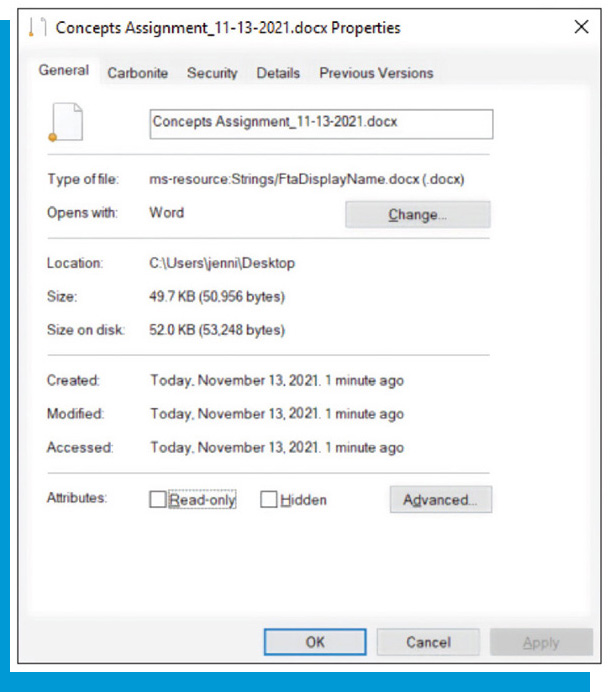 Concepts Assignment_11-13-2021.docx Properties
General Carbonite Security Details Previous Versions
Concepts Assignment_11-13-2021.docx
Type of file: ms-resource:Strings/FtaDisplayName.docx (.docx)
Opens with: Word Change...
Location: C:\Users\jenni\Desktop
Size: 49.7 KB (50,956 bytes)
Size on disk: 52.0 KB (53,248 bytes)
Created: Today, November 13, 2021. 1 minute ago
Modified: Today, November 13, 2021. 1 minute ago
Accessed: Today, November 13, 2021. 1 minute ago
Attributes: Read-only Hidden Advanced...
OK Cancel Apply